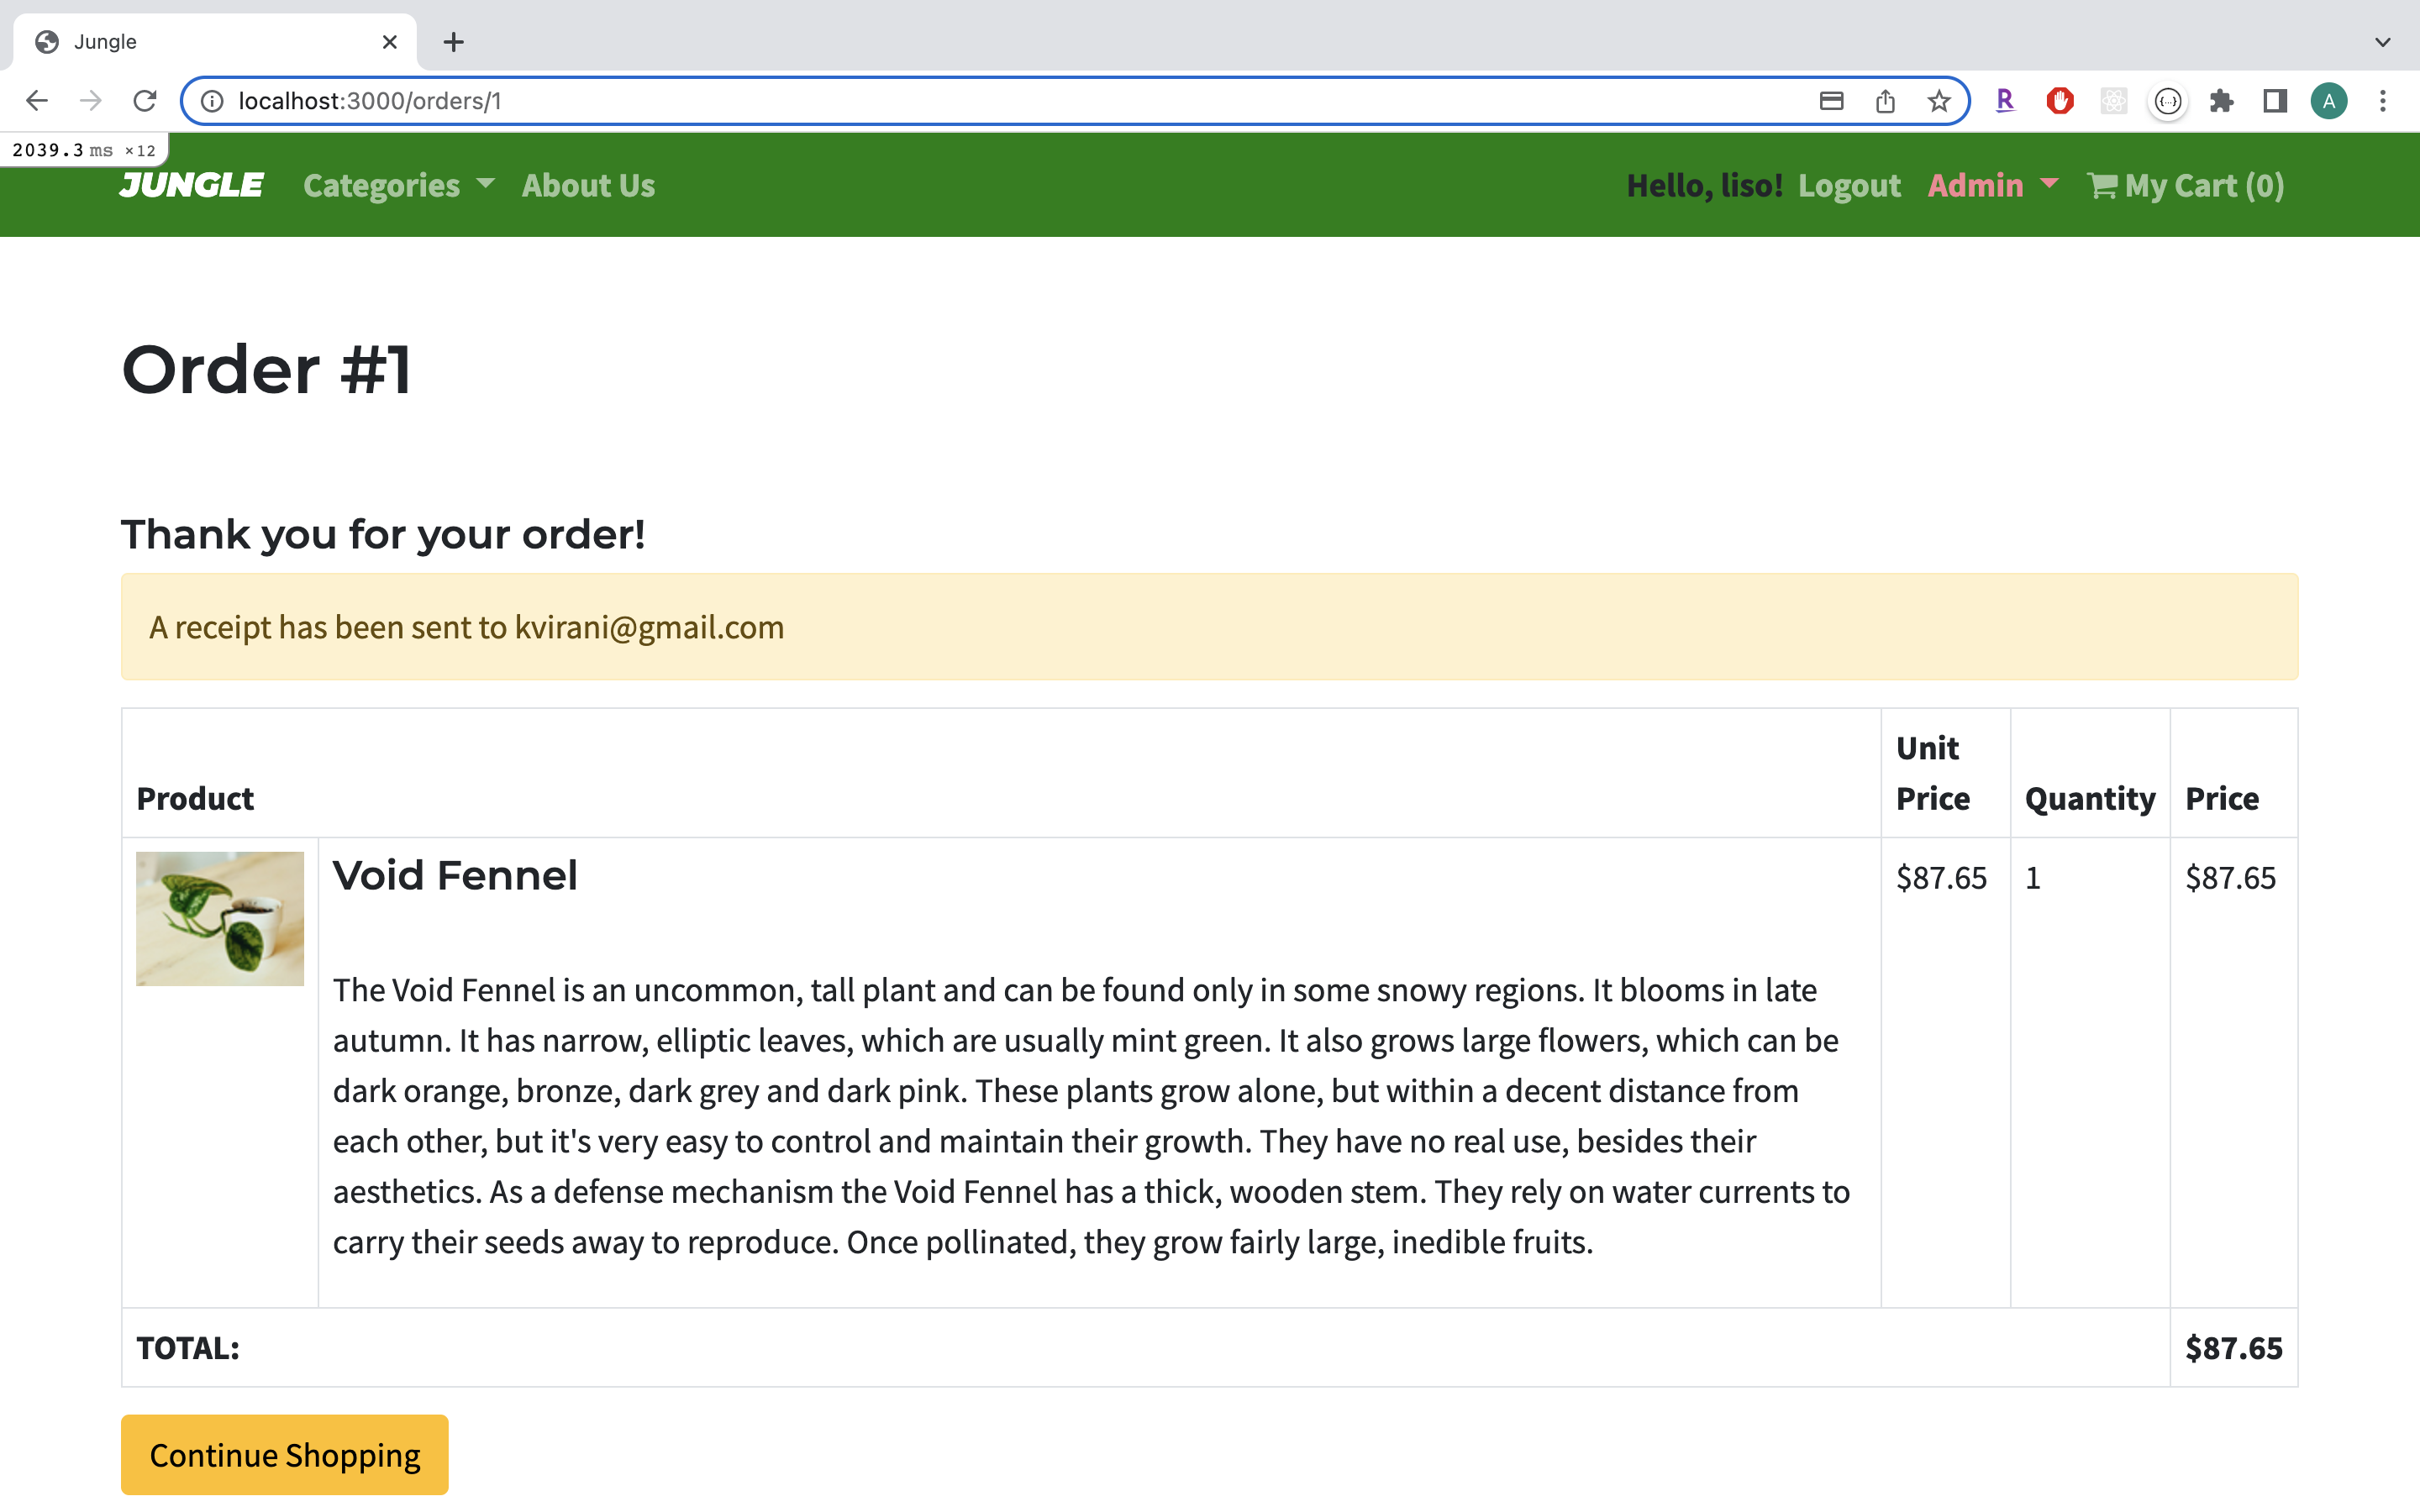 Jungle
localhost:3000/orders/1
R
A
2039.3 ms ×12
JUNGLE Categories About Us Hello, liso! Logout Admin My Cart (0)
Order #1
Thank you for your order!
A receipt has been sent to kvirani@gmail.com
Product Unit Price Quantity Price
Void Fennel $87.65 1 $87.65
The Void Fennel is an uncommon, tall plant and can be found only in some snowy regions. It blooms in late
autumn. It has narrow, elliptic leaves, which are usually mint green. It also grows large flowers, which can be
dark orange, bronze, dark grey and dark pink. These plants grow alone, but within a decent distance from
each other, but it's very easy to control and maintain their growth. They have no real use, besides their
aesthetics. As a defense mechanism the Void Fennel has a thick, wooden stem. They rely on water currents to
carry their seeds away to reproduce. Once pollinated, they grow fairly large, inedible fruits.
TOTAL: $87.65
Continue Shopping